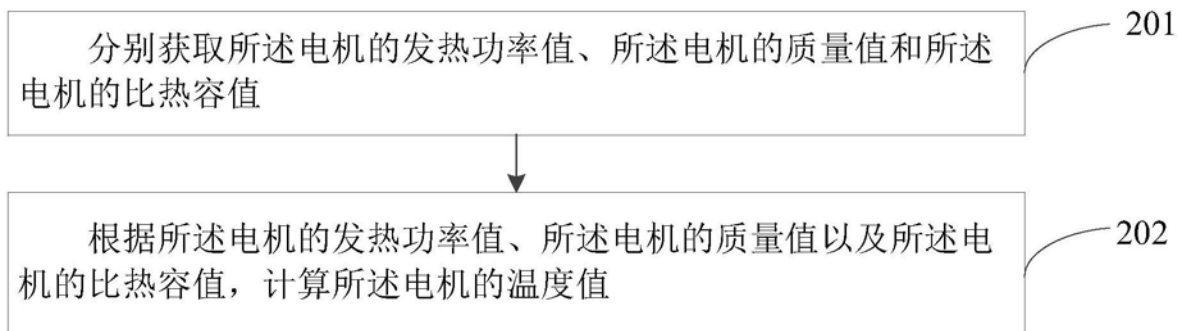 分别获取所述电机的发热功率值、所述电机的质量值和所述
电机的比热容值
201
根据所述电机的发热功率值、所述电机的质量值以及所述电
机的比热容值，计算所述电机的温度值
202